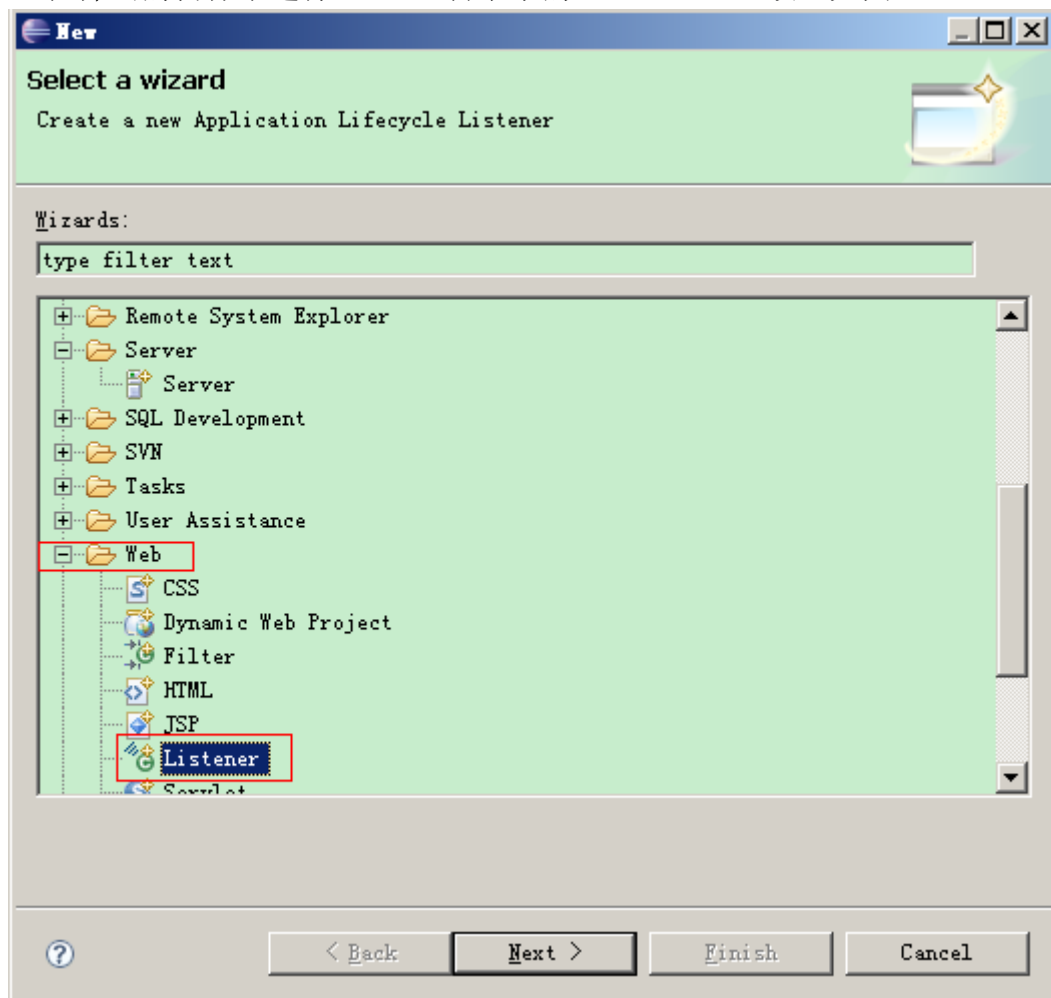 New
Select a wizard
Create a new Application Lifecycle Listener
Wizards:
type filter text
Remote System Explorer
Server
Server
SQL Development
SVN
Tasks
User Assistance
Web
CSS
Dynamic Web Project
Filter
HTML
JSP
Listener
Servlet
< Back Next > Finish Cancel